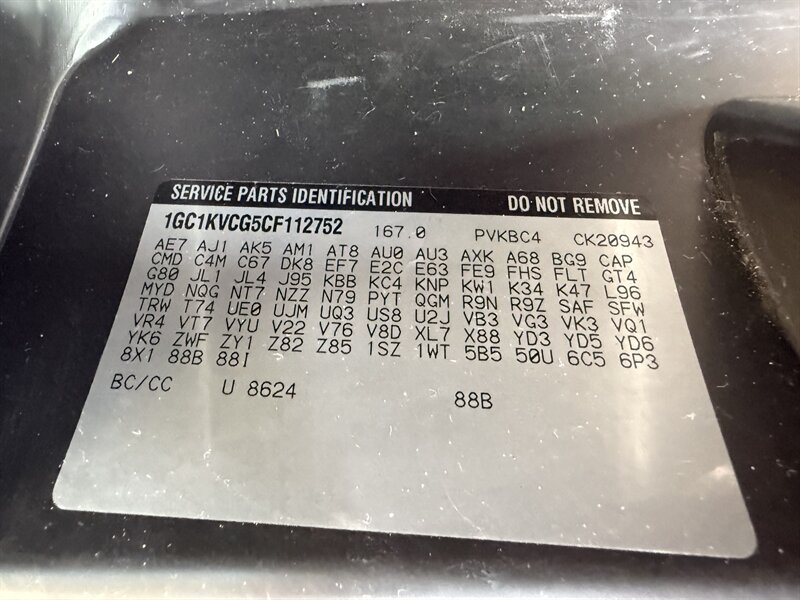 SERVICE PARTS IDENTIFICATION DO NOT REMOVE
1GC1KVCG5CF112752 167.0 PVKBC4 CK20943
AE7 AJ1 AK5 AM1 AT8 AU0 AU3 AXK A68 BG9 CAP
CMD C4M C67 DK8 EF7 E2C E63 FE9 FHS FLT GT4
G80 JL1 JL4 J95 KBB KC4 KNP KW1 K34 K47 L96
MYD NQG NT7 NZZ N79 PYT QGM R9N R9Z SAF SFW
TRW T74 UE0 UJM UQ3 US8 U2J VB3 VG3 VK3 VQ1
VR4 VT7 VYU V22 V76 V8D XL7 X88 YD3 YD5 YD6
YK6 ZWF ZY1 Z82 Z85 1SZ 1WT 5B5 50U 6C5 6P3
8X1 88B 88I
BC/CC U 8624 88B